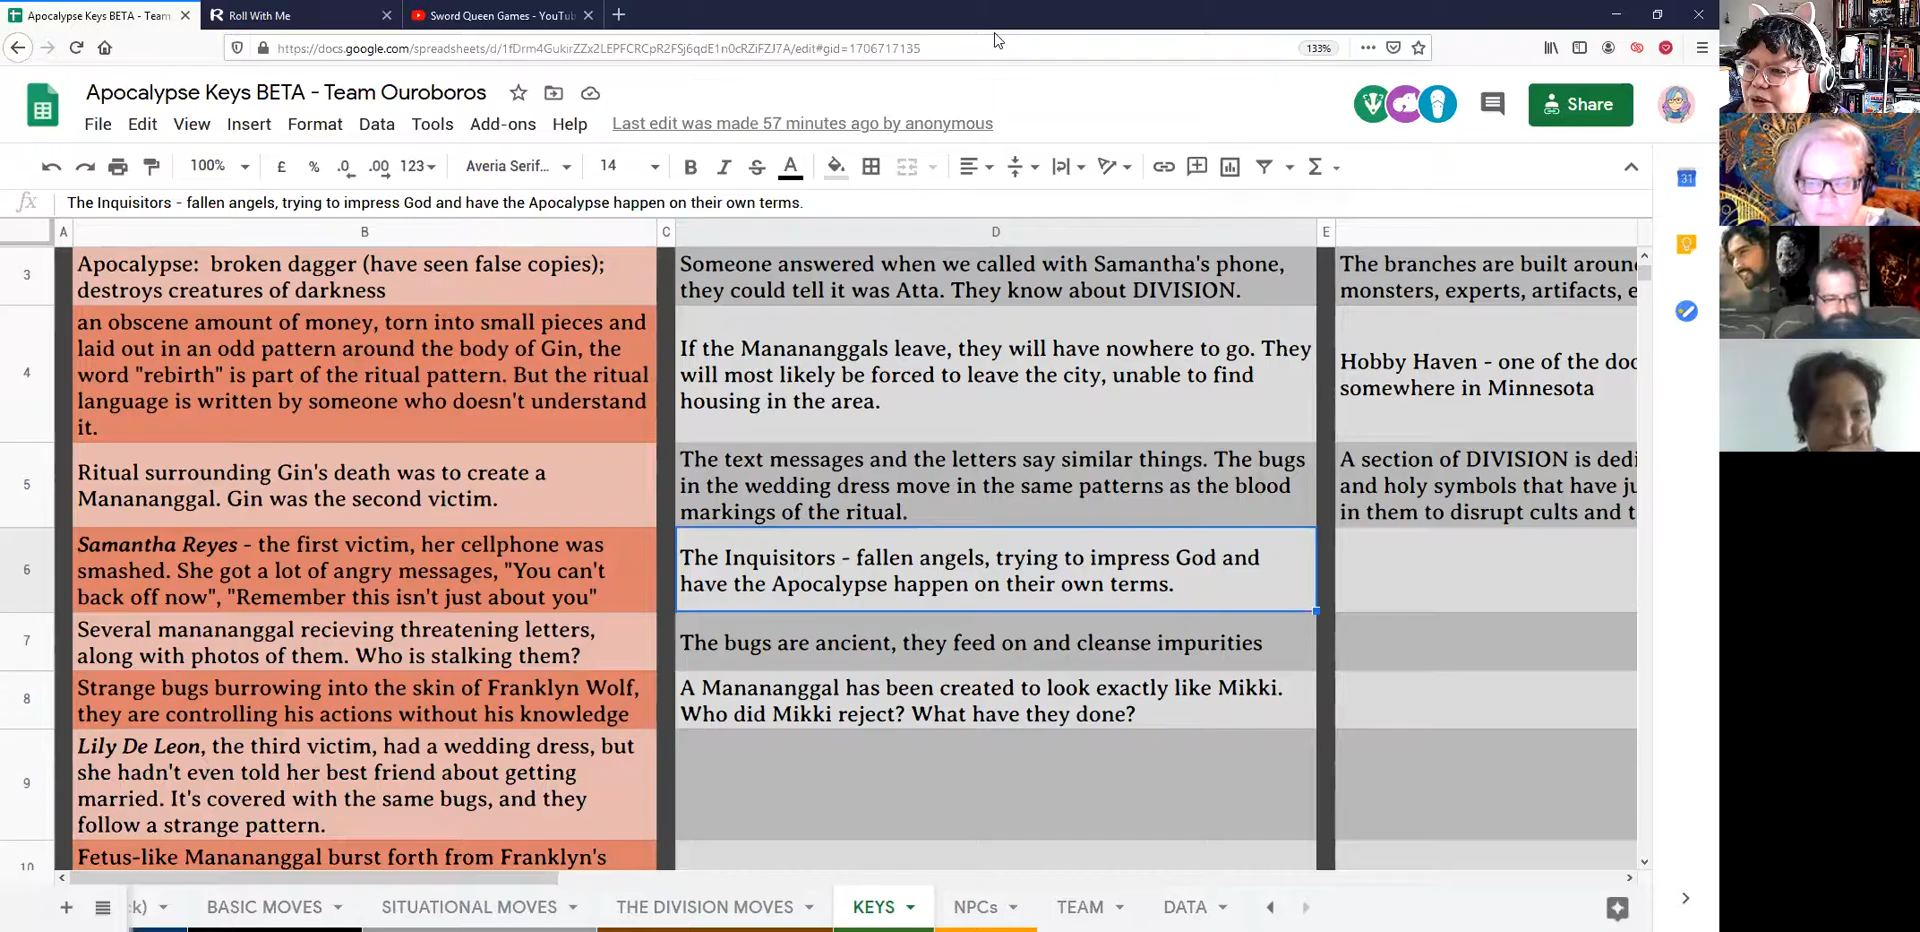 Apocalypse Keys BETA - Team
Roll With Me
Sword Queen Games - YouTu
https://docs.google.com/spreadsheets/d/1fDrm4GukirZZx2LEPFCRCpR2FSj6qdE1n0cRZiFZJ7A/edit#gid=1706717135
133%
Apocalypse Keys BETA - Team Ouroboros
Share
File Edit View Insert Format Data Tools Add-ons Help Last edit was made 57 minutes ago by anonymous
100% £ % .0 .00 123 Averia Serif... 14 B I S A
31
fx The Inquisitors - fallen angels, trying to impress God and have the Apocalypse happen on their own terms.
A B C D E
3
Apocalypse: broken dagger (have seen false copies);
destroys creatures of darkness
Someone answered when we called with Samantha's phone,
they could tell it was Atta. They know about DIVISION.
The branches are built aroun
monsters, experts, artifacts, e
4
an obscene amount of money, torn into small pieces and
laid out in an odd pattern around the body of Gin, the
word "rebirth" is part of the ritual pattern. But the ritual
language is written by someone who doesn't understand
it.
If the Manananggals leave, they will have nowhere to go. They
will most likely be forced to leave the city, unable to find
housing in the area.
Hobby Haven - one of the doo
somewhere in Minnesota
5
Ritual surrounding Gin's death was to create a
Manananggal. Gin was the second victim.
The text messages and the letters say similar things. The bugs
in the wedding dress move in the same patterns as the blood
markings of the ritual.
A section of DIVISION is dedi
and holy symbols that have ju
in them to disrupt cults and t
6
Samantha Reyes - the first victim, her cellphone was
smashed. She got a lot of angry messages, "You can't
back off now", "Remember this isn't just about you"
The Inquisitors - fallen angels, trying to impress God and
have the Apocalypse happen on their own terms.
7
Several manananggal recieving threatening letters,
along with photos of them. Who is stalking them?
The bugs are ancient, they feed on and cleanse impurities
8
Strange bugs burrowing into the skin of Franklyn Wolf,
they are controlling his actions without his knowledge
A Manananggal has been created to look exactly like Mikki.
Who did Mikki reject? What have they done?
9
Lily De Leon, the third victim, had a wedding dress, but
she hadn't even told her best friend about getting
married. It's covered with the same bugs, and they
follow a strange pattern.
10
Fetus-like Manananggal burst forth from Franklyn's
ck) BASIC MOVES SITUATIONAL MOVES THE DIVISION MOVES KEYS NPCs TEAM DATA